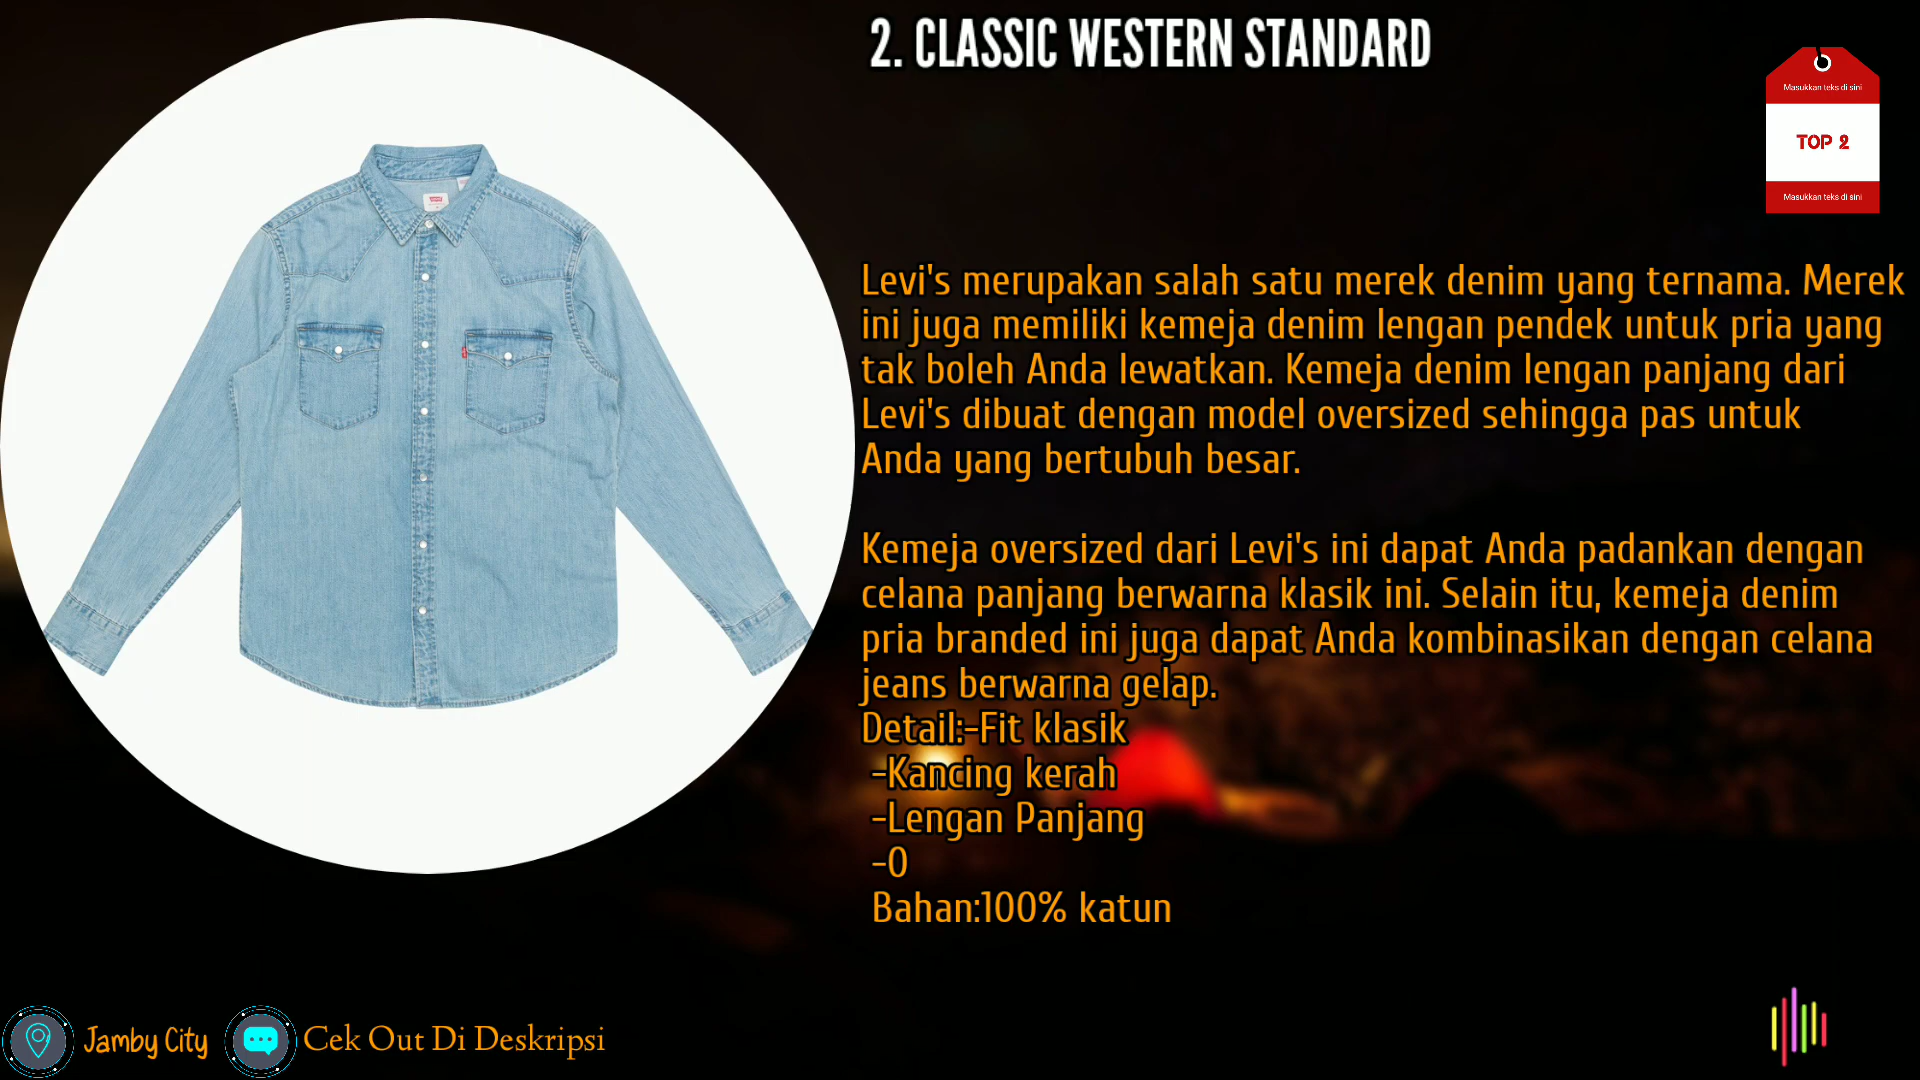 2. CLASSIC WESTERN STANDARD
Masukkan teks di sini
TOP 2
Masukkan teks di sini
Levi's merupakan salah satu merek denim yang ternama. Merek
ini juga memiliki kemeja denim lengan pendek untuk pria yang
tak boleh Anda lewatkan. Kemeja denim lengan panjang dari
Levi's dibuat dengan model oversized sehingga pas untuk
Anda yang bertubuh besar.
Kemeja oversized dari Levi's ini dapat Anda padankan dengan
celana panjang berwarna klasik ini. Selain itu, kemeja denim
pria branded ini juga dapat Anda kombinasikan dengan celana
jeans berwarna gelap.
Detail:-Fit klasik
-Kancing kerah
-Lengan Panjang
-0
Bahan:100% katun
Jamby City
Cek Out Di Deskripsi